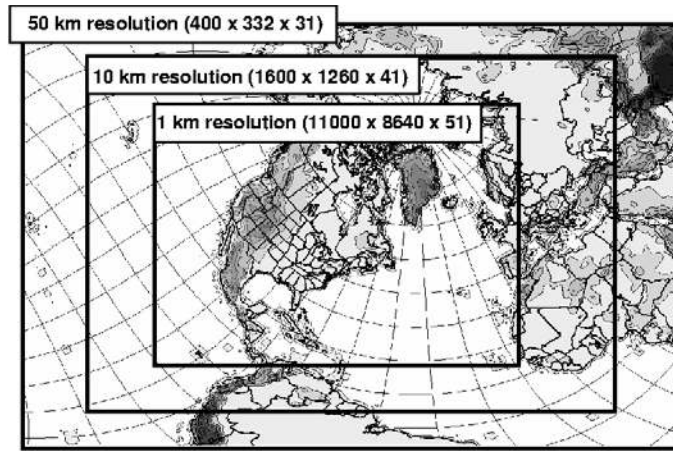 50 km resolution (400 x 332 x 31)
10 km resolution (1600 x 1260 x 41)
1 km resolution (11000 x 8640 x 51)